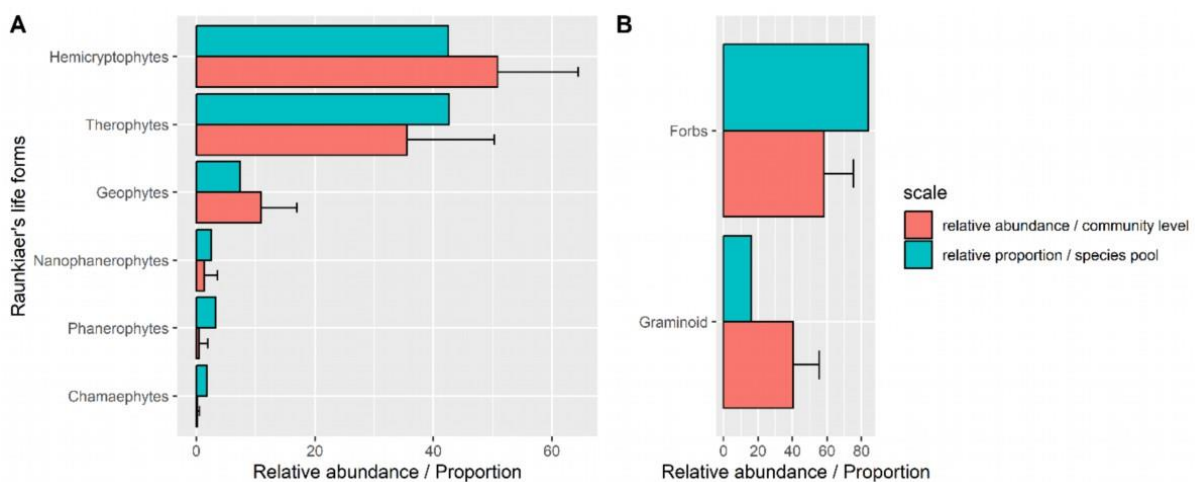 A
Raunkiaer's life forms
Hemicryptophytes
Therophytes
Geophytes
Nanophanerophytes
Phanerophytes
Chamaephytes
0 20 40 60
Relative abundance / Proportion
B
Forbs
Graminoid
0 20 40 60 80
Relative abundance / Proportion
scale
relative abundance / community level
relative proportion / species pool